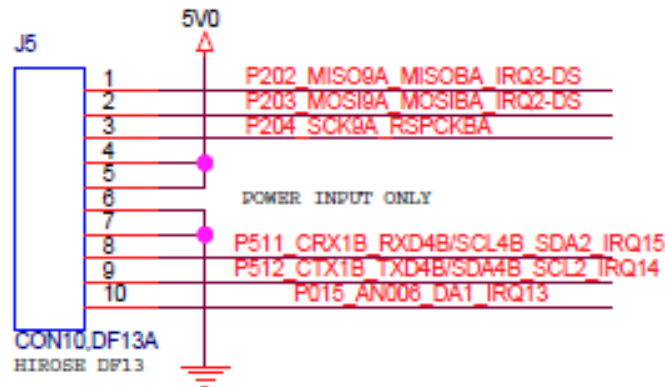 5V0
J5
1 P202_MISO9A_MISOBA_IRQ3-DS
2 P203_MOSI9A_MOSIBA_IRQ2-DS
3 P204_SCK9A_RSPCKBA
4
5
6 POWER INPUT ONLY
7
8 P511_CRX1B_RXD4B/SCL4B_SDA2_IRQ15
9 P512_CTX1B_TXD4B/SDA4B_SCL2_IRQ14
10 P015_AN006_DA1_IRQ13
CON10,DF13A
HIROSE DF13